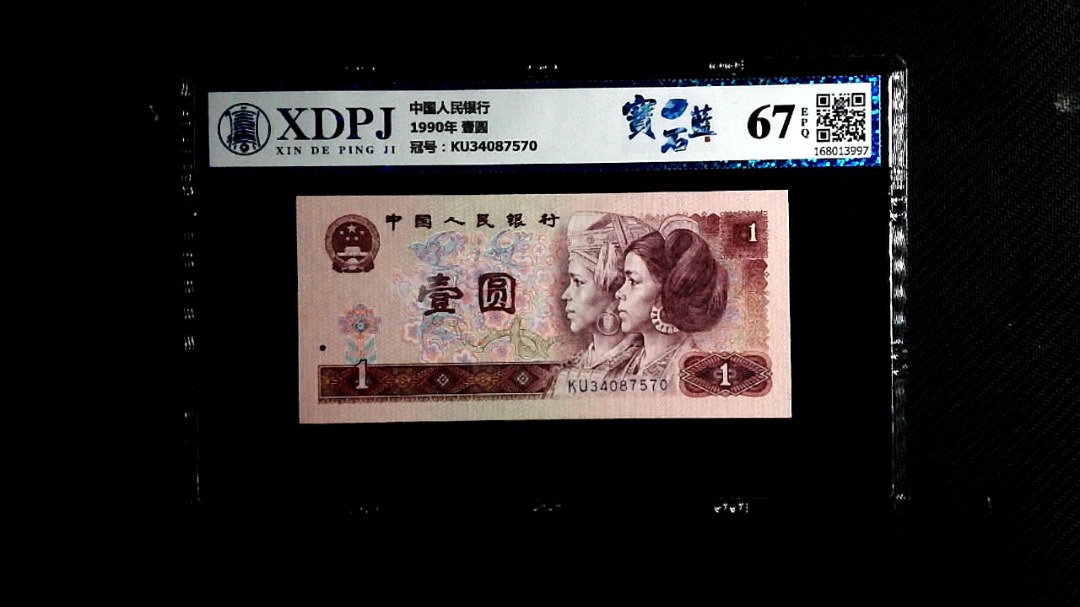 XDPJ
XIN DE PING JI
中国人民银行
1990年 壹圆
冠号：KU34087570
寶石藍
67
EPQ
168013997
中国人民银行
1
壹圆
1
KU34087570
1